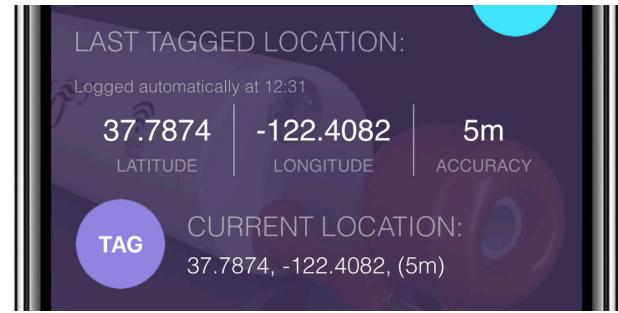 LAST TAGGED LOCATION:
Logged automatically at 12:31
37.7874 -122.4082 5m
LATITUDE LONGITUDE ACCURACY
TAG
CURRENT LOCATION:
37.7874, -122.4082, (5m)